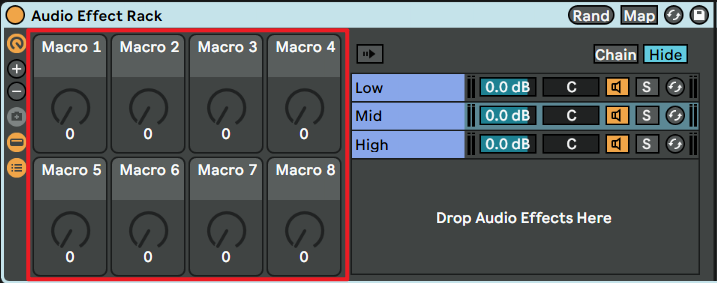 Audio Effect Rack Rand Map
Macro 1 Macro 2 Macro 3 Macro 4
Chain Hide
Low 0.0 dB C S
Mid 0.0 dB C S
0 0 0 0
High 0.0 dB C S
Macro 5 Macro 6 Macro 7 Macro 8
Drop Audio Effects Here
0 0 0 0